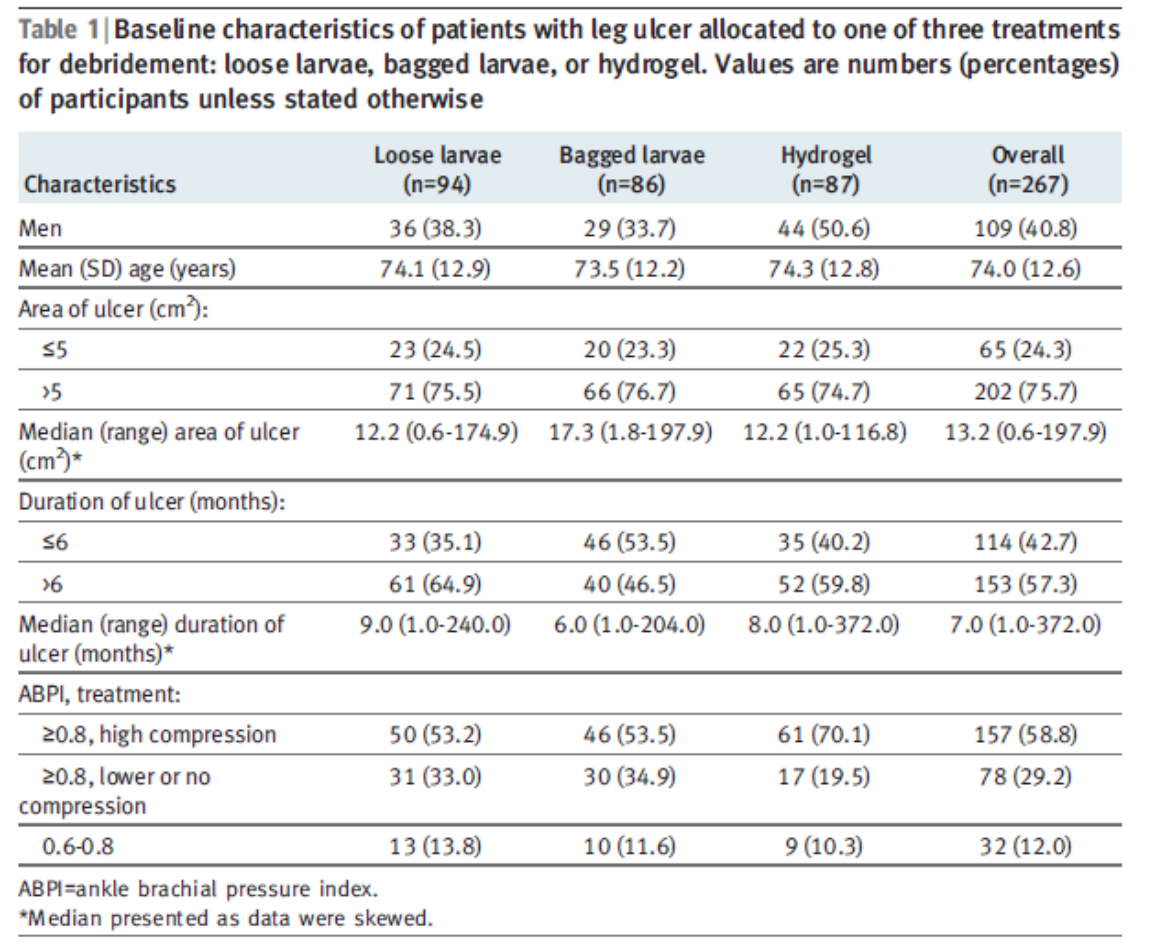 Table 1 | Baseline characteristics of patients with leg ulcer allocated to one of three treatments
for debridement: loose larvae, bagged larvae, or hydrogel. Values are numbers (percentages)
of participants unless stated otherwise
Characteristics Loose larvae (n=94) Bagged larvae (n=86) Hydrogel (n=87) Overall (n=267)
Men 36 (38.3) 29 (33.7) 44 (50.6) 109 (40.8)
Mean (SD) age (years) 74.1 (12.9) 73.5 (12.2) 74.3 (12.8) 74.0 (12.6)
Area of ulcer (cm²):
≤5 23 (24.5) 20 (23.3) 22 (25.3) 65 (24.3)
>5 71 (75.5) 66 (76.7) 65 (74.7) 202 (75.7)
Median (range) area of ulcer 12.2 (0.6-174.9) 17.3 (1.8-197.9) 12.2 (1.0-116.8) 13.2 (0.6-197.9)
(cm²)*
Duration of ulcer (months):
≤6 33 (35.1) 46 (53.5) 35 (40.2) 114 (42.7)
>6 61 (64.9) 40 (46.5) 52 (59.8) 153 (57.3)
Median (range) duration of 9.0 (1.0-240.0) 6.0 (1.0-204.0) 8.0 (1.0-372.0) 7.0 (1.0-372.0)
ulcer (months)*
ABPI, treatment:
≥0.8, high compression 50 (53.2) 46 (53.5) 61 (70.1) 157 (58.8)
≥0.8, lower or no 31 (33.0) 30 (34.9) 17 (19.5) 78 (29.2)
compression
0.6-0.8 13 (13.8) 10 (11.6) 9 (10.3) 32 (12.0)
ABPI=ankle brachial pressure index.
*Median presented as data were skewed.